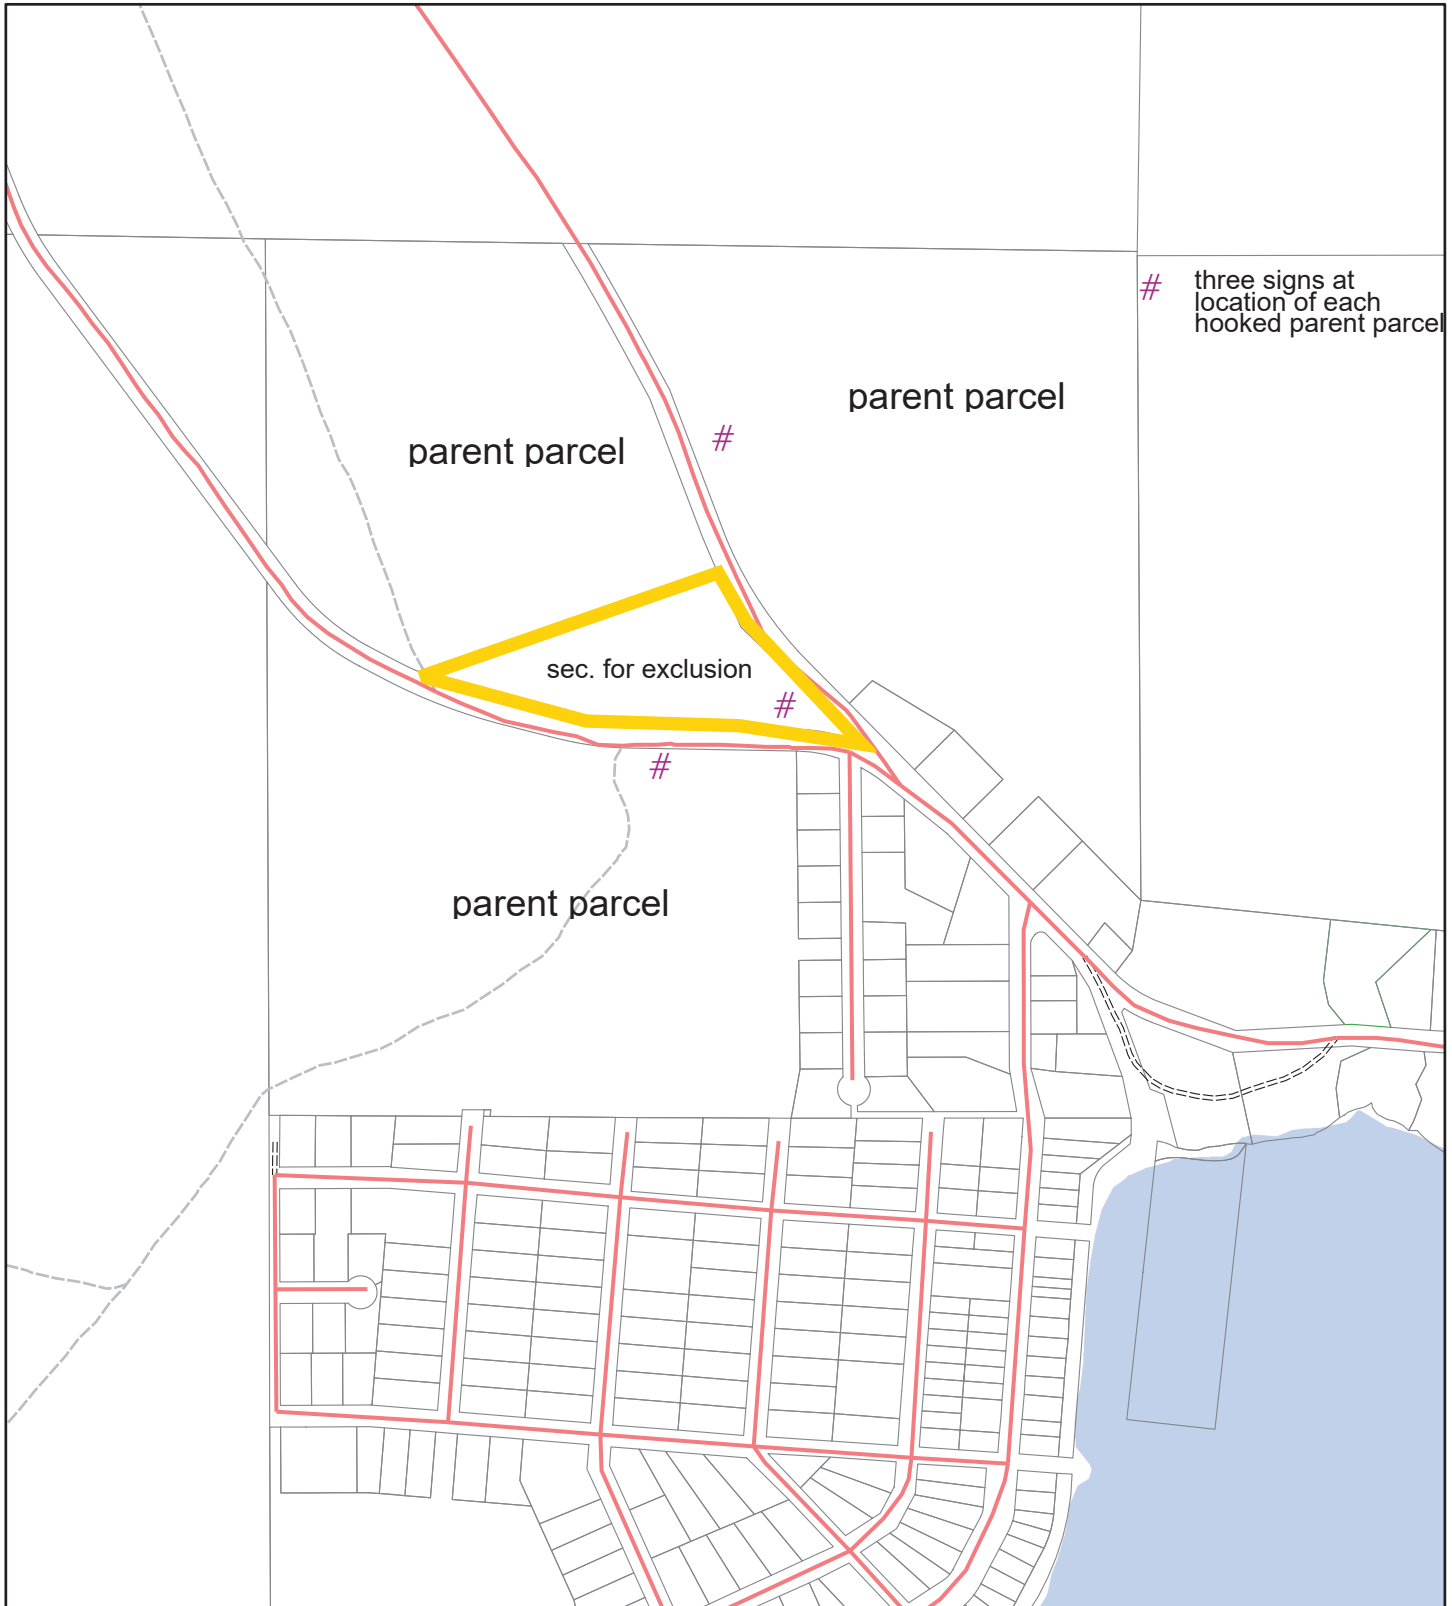 # three signs at
location of each
hooked parent parcel
parent parcel
parent parcel
#
sec. for exclusion
#
#
parent parcel